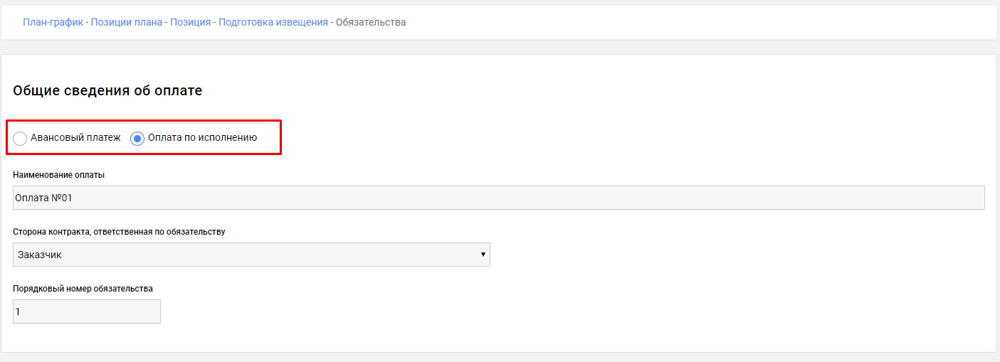 План-график - Позиции плана - Позиция - Подготовка извещения - Обязательства
Общие сведения об оплате
Авансовый платеж Оплата по исполнению
Наименование оплаты
Оплата №01
Сторона контракта, ответственная по обязательству
Заказчик
Порядковый номер обязательства
1